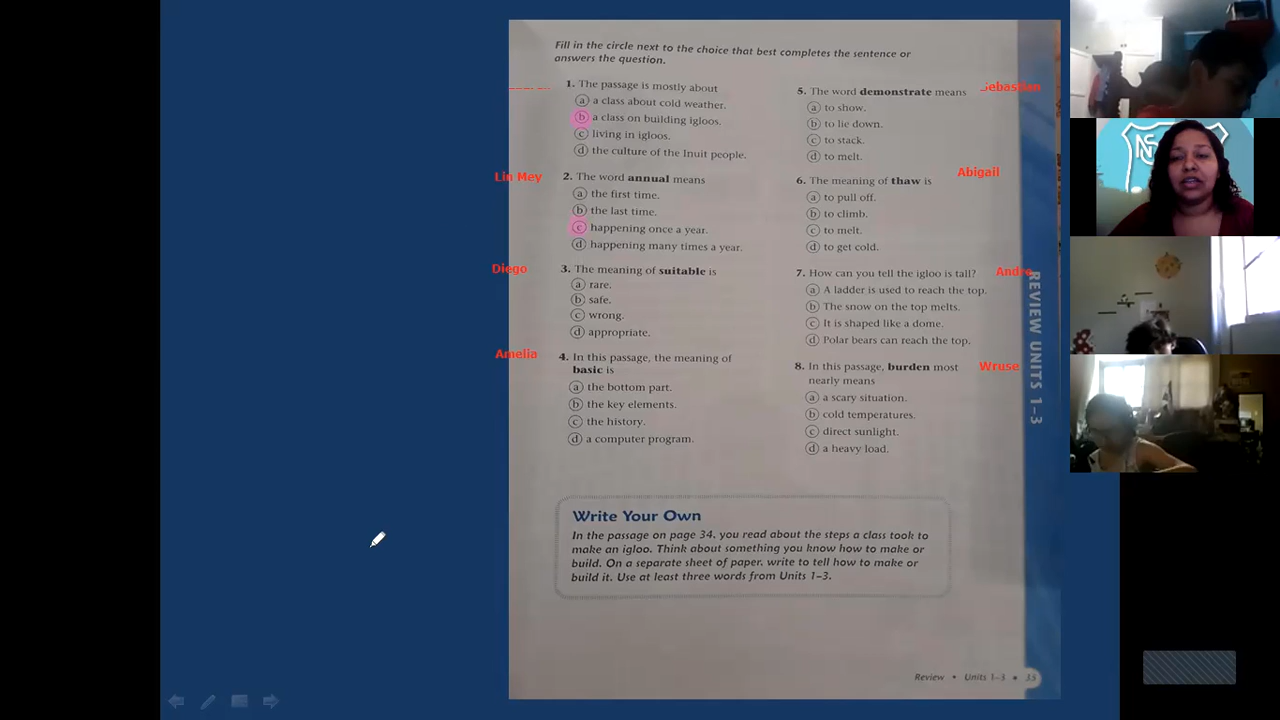 Fill in the circle next to the choice that best completes the sentence or
answers the question.
1. The passage is mostly about
a a class about cold weather.
b a class on building igloos.
c living in igloos.
d the culture of the Inuit people.
Lin Mey
2. The word annual means
a the first time.
b the last time.
c happening once a year.
d happening many times a year.
Diego
3. The meaning of suitable is
a rare.
b safe.
c wrong.
d appropriate.
Amelia
4. In this passage, the meaning of
basic is
a the bottom part.
b the key elements.
c the history.
d a computer program.
Sebastian
5. The word demonstrate means
a to show.
b to lie down.
c to stack.
d to melt.
Abigail
6. The meaning of thaw is
a to pull off.
b to climb.
c to melt.
d to get cold.
Andre
7. How can you tell the igloo is tall?
a A ladder is used to reach the top.
b The snow on the top melts.
c It is shaped like a dome.
d Polar bears can reach the top.
Wruse
8. In this passage, burden most
nearly means
a a scary situation.
b cold temperatures.
c direct sunlight.
d a heavy load.
REVIEW UNITS 1–3
Write Your Own
In the passage on page 34, you read about the steps a class took to
make an igloo. Think about something you know how to make or
build. On a separate sheet of paper, write to tell how to make or
build it. Use at least three words from Units 1–3.
Review • Units 1–3 • 35